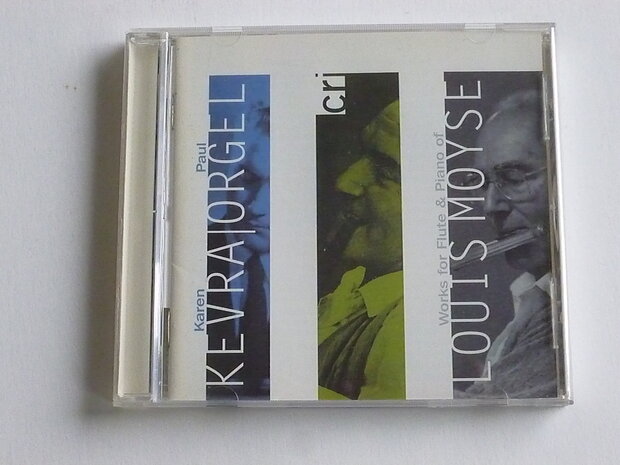 Karen Paul
KEVRA|ORGEL
cri
Works for Flute & Piano of
LOUIS MOYSE